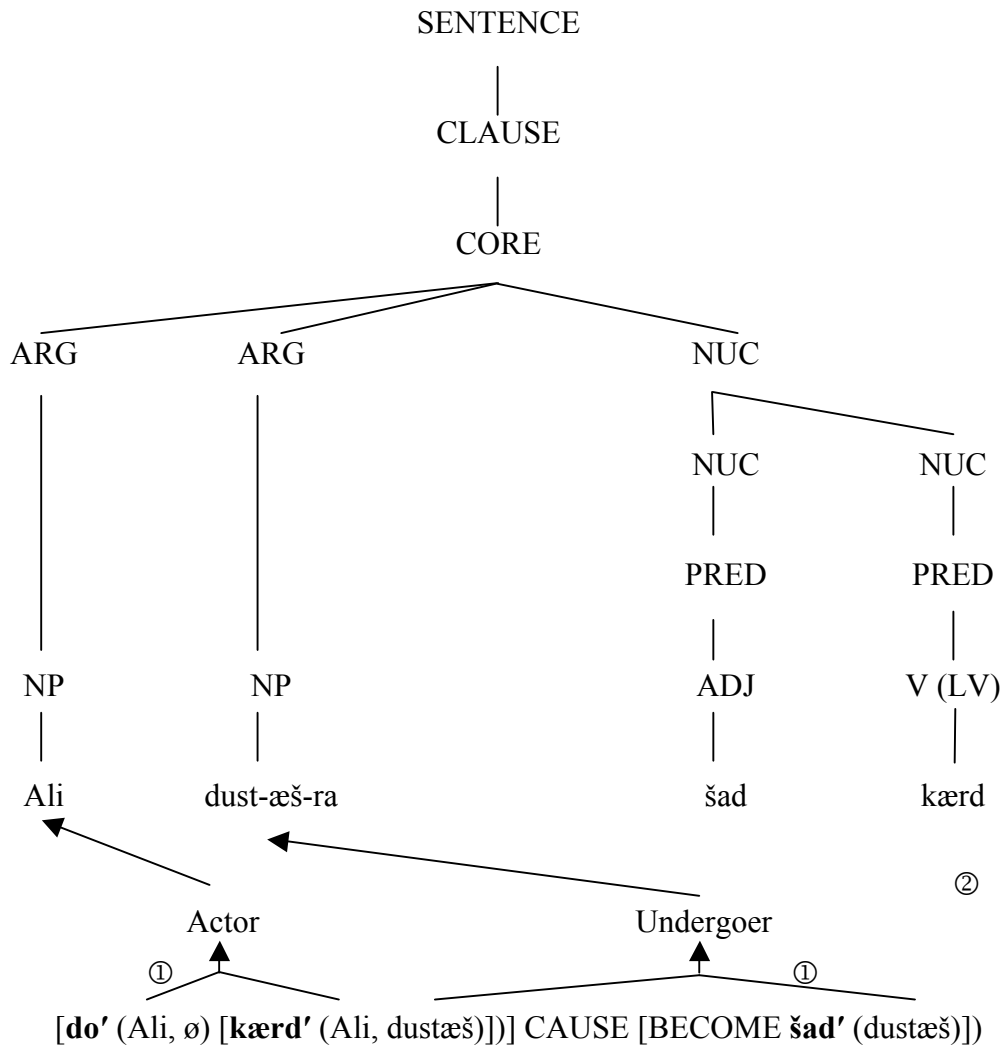 SENTENCE
CLAUSE
CORE
ARG ARG NUC
NUC NUC
PRED PRED
NP NP ADJ V (LV)
Ali dust-æš-ra šad kærd
②
Actor Undergoer
① ①
[do′ (Ali, ø) [kærd′ (Ali, dustæš)])] CAUSE [BECOME šad′ (dustæš)])